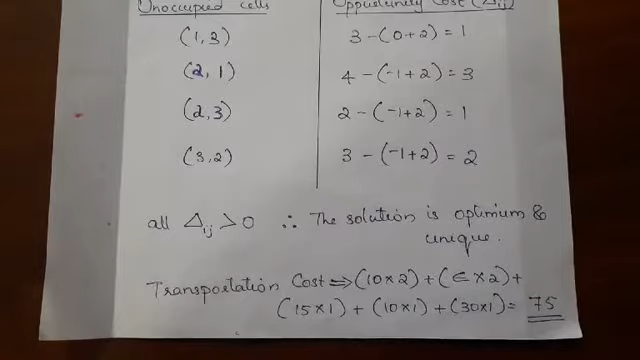 Unoccupied cells Opportunity Cost (Δij)
(1,3) 3 - (0+2) = 1
(2,1) 4 - (-1+2) = 3
(2,3) 2 - (-1+2) = 1
(3,2) 3 - (-1+2) = 2
all Δij > 0 ∴ The solution is optimum &
unique.
Transportation Cost ⇒ (10×2) + (∈×2) +
(15×1) + (10×1) + (30×1) = 75